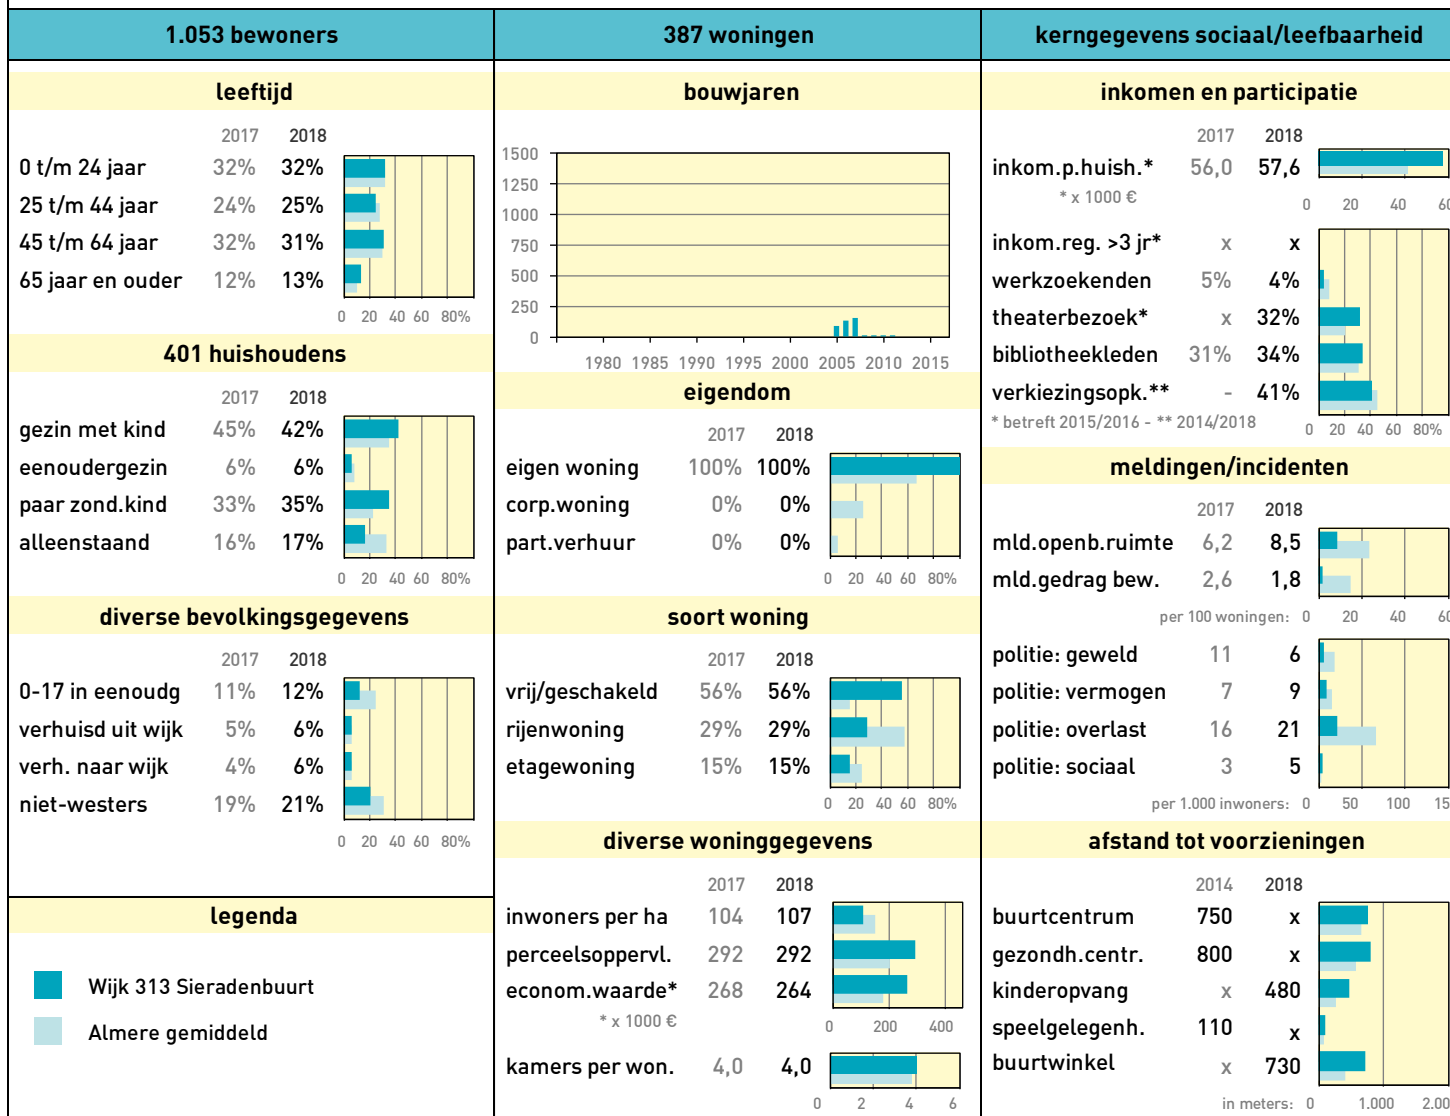 1.053 bewoners
leeftijd
2017 2018
0 t/m 24 jaar 32% 32%
25 t/m 44 jaar 24% 25%
45 t/m 64 jaar 32% 31%
65 jaar en ouder 12% 13%
0 20 40 60 80%
401 huishoudens
2017 2018
gezin met kind 45% 42%
eenoudergezin 6% 6%
paar zond.kind 33% 35%
alleenstaand 16% 17%
0 20 40 60 80%
diverse bevolkingsgegevens
2017 2018
0-17 in eenoudg 11% 12%
verhuisd uit wijk 5% 6%
verh. naar wijk 4% 6%
niet-westers 19% 21%
0 20 40 60 80%
legenda
Wijk 313 Sieradenbuurt
Almere gemiddeld
387 woningen
bouwjaren
1500
1250
1000
750
500
250
0
1980 1985 1990 1995 2000 2005 2010 2015
eigendom
2017 2018
eigen woning 100% 100%
corp.woning 0% 0%
part.verhuur 0% 0%
0 20 40 60 80%
soort woning
2017 2018
vrij/geschakeld 56% 56%
rijenwoning 29% 29%
etagewoning 15% 15%
0 20 40 60 80%
diverse woninggegevens
2017 2018
inwoners per ha 104 107
perceelsoppervl. 292 292
econom.waarde* 268 264
* x 1000 €
0 200 400
kamers per won. 4,0 4,0
0 2 4 6
kerngegevens sociaal/leefbaarheid
inkomen en participatie
2017 2018
inkom.p.huish.* 56,0 57,6
* x 1000 €
0 20 40 60
inkom.reg. >3 jr* x x
werkzoekenden 5% 4%
theaterbezoek* x 32%
bibliotheekleden 31% 34%
verkiezingsopk.** - 41%
* betreft 2015/2016 - ** 2014/2018
0 20 40 60 80%
meldingen/incidenten
2017 2018
mld.openb.ruimte 6,2 8,5
mld.gedrag bew. 2,6 1,8
per 100 woningen: 0 20 40 60
politie: geweld 11 6
politie: vermogen 7 9
politie: overlast 16 21
politie: sociaal 3 5
per 1.000 inwoners: 0 50 100 15
afstand tot voorzieningen
2014 2018
buurtcentrum 750 x
gezondh.centr. 800 x
kinderopvang x 480
speelgelegenh. 110 x
buurtwinkel x 730
in meters: 0 1.000 2.00